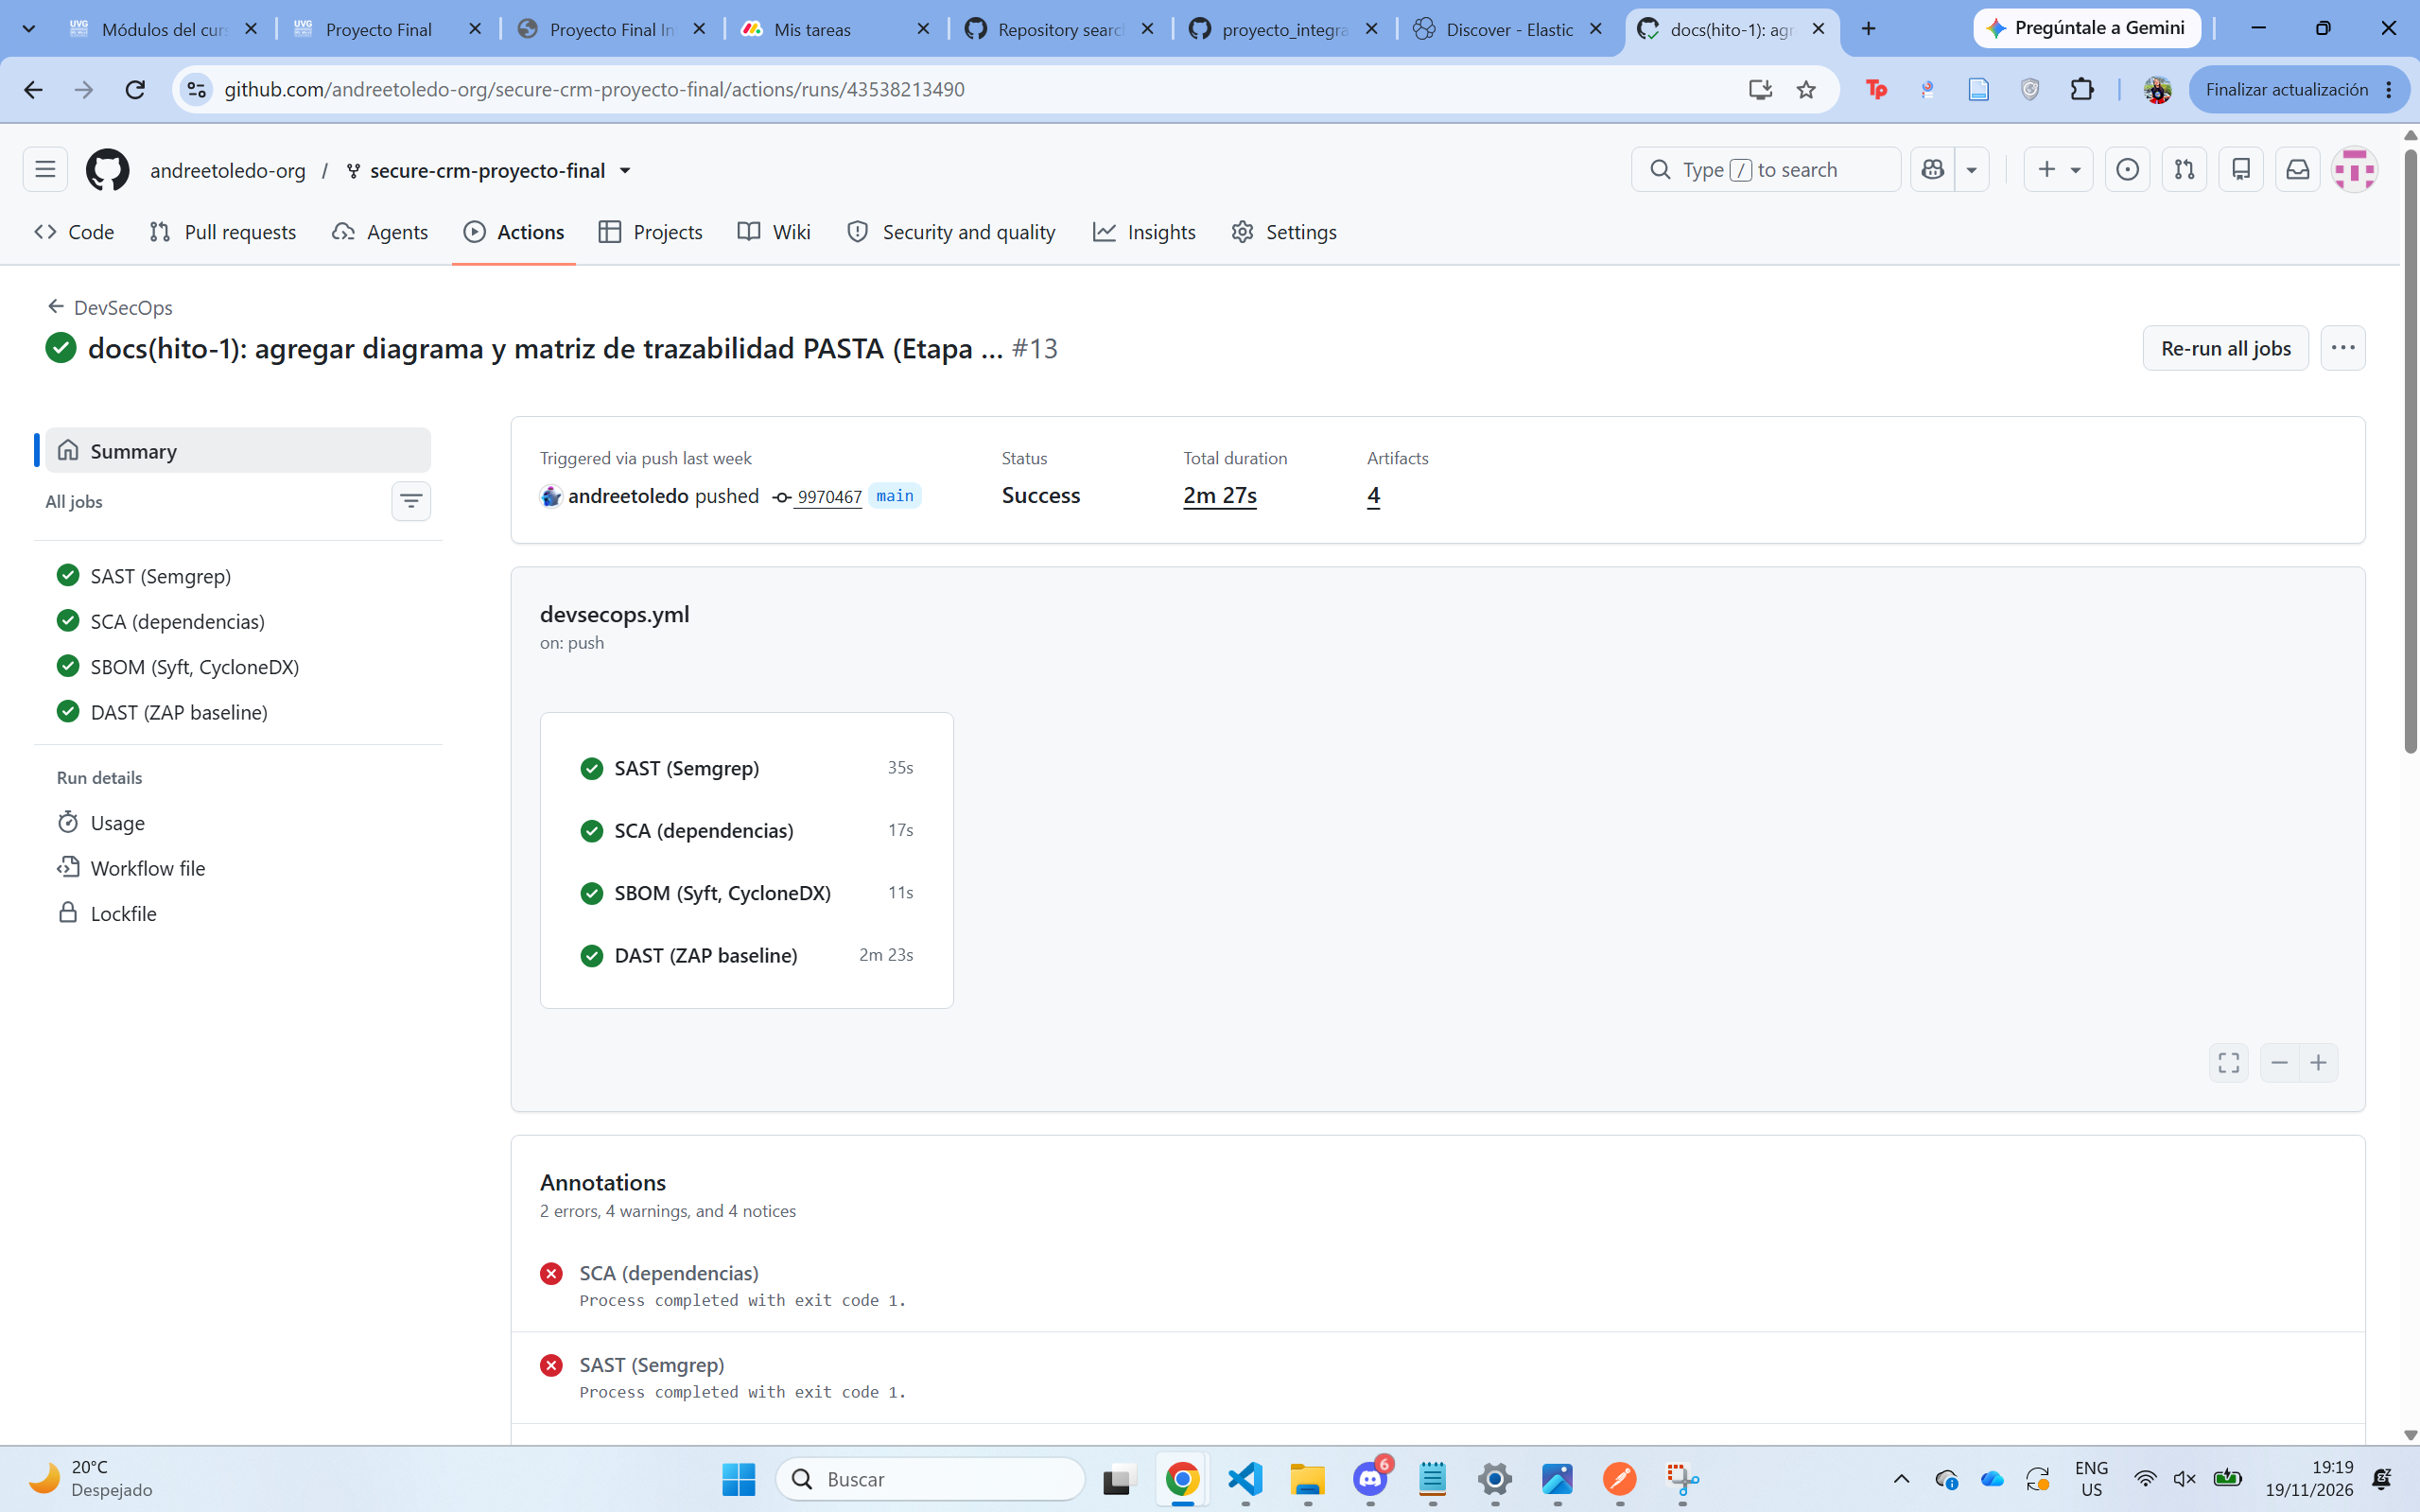 Módulos del cur
Proyecto Final
Proyecto Final In
Mis tareas
Repository search
proyecto_integra
Discover - Elastic
docs(hito-1): agr
Pregúntale a Gemini
github.com/andreetoledo-org/secure-crm-proyecto-final/actions/runs/43538213490
Finalizar actualización
andreetoledo-org / secure-crm-proyecto-final
Type / to search
Code
Pull requests
Agents
Actions
Projects
Wiki
Security and quality
Insights
Settings
DevSecOps
docs(hito-1): agregar diagrama y matriz de trazabilidad PASTA (Etapa ... #13
Re-run all jobs
Summary
All jobs
SAST (Semgrep)
SCA (dependencias)
SBOM (Syft, CycloneDX)
DAST (ZAP baseline)
Run details
Usage
Workflow file
Lockfile
Triggered via push last week
andreetoledo pushed 9970467 main
Status
Success
Total duration
2m 27s
Artifacts
4
devsecops.yml
on: push
SAST (Semgrep) 35s
SCA (dependencias) 17s
SBOM (Syft, CycloneDX) 11s
DAST (ZAP baseline) 2m 23s
Annotations
2 errors, 4 warnings, and 4 notices
SCA (dependencias)
Process completed with exit code 1.
SAST (Semgrep)
Process completed with exit code 1.
20°C
Despejado
Buscar
6
ENG
US
19:19
19/11/2026